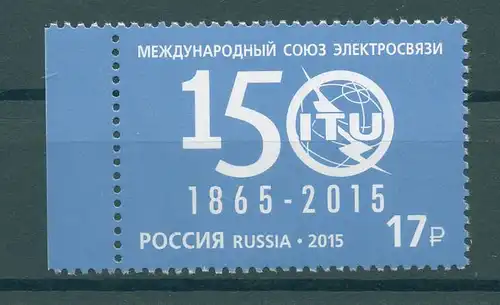 МЕЖДУНАРОДНЫЙ СОЮЗ ЭЛЕКТРОСВЯЗИ
150
ITU
1865-2015
РОССИЯ RUSSIA • 2015 17₽